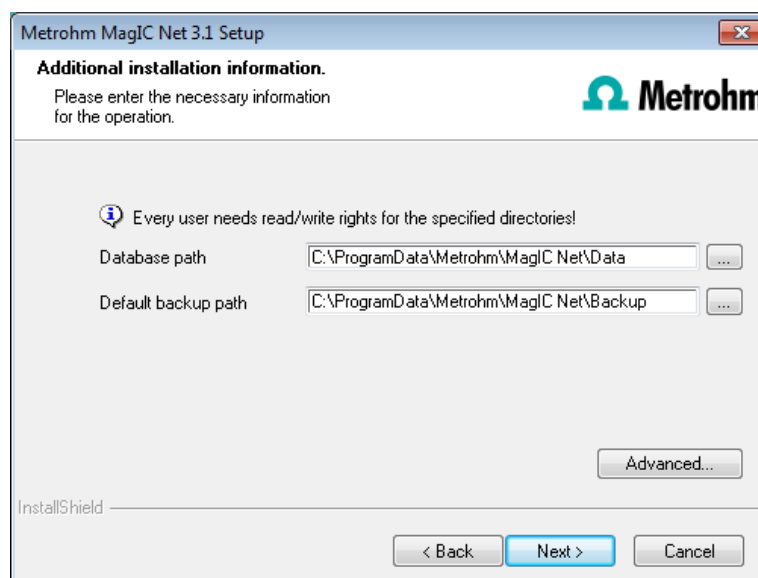 Metrohm MagIC Net 3.1 Setup
Additional installation information.
Please enter the necessary information
for the operation.
Metrohm
Every user needs read/write rights for the specified directories!
Database path C:\ProgramData\Metrohm\MagIC Net\Data ...
Default backup path C:\ProgramData\Metrohm\MagIC Net\Backup ...
Advanced...
InstallShield
< Back Next > Cancel